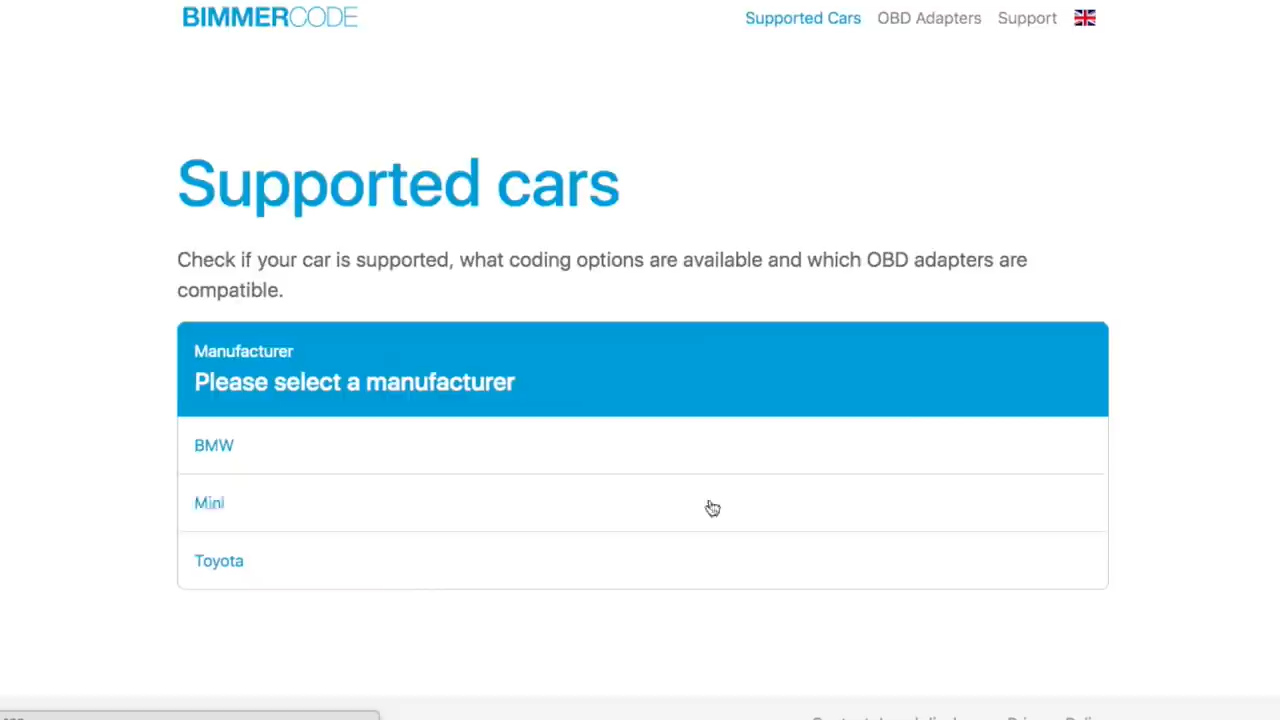 BIMMERCODE
Supported Cars OBD Adapters Support
Supported cars
Check if your car is supported, what coding options are available and which OBD adapters are
compatible.
Manufacturer
Please select a manufacturer
BMW
Mini
Toyota